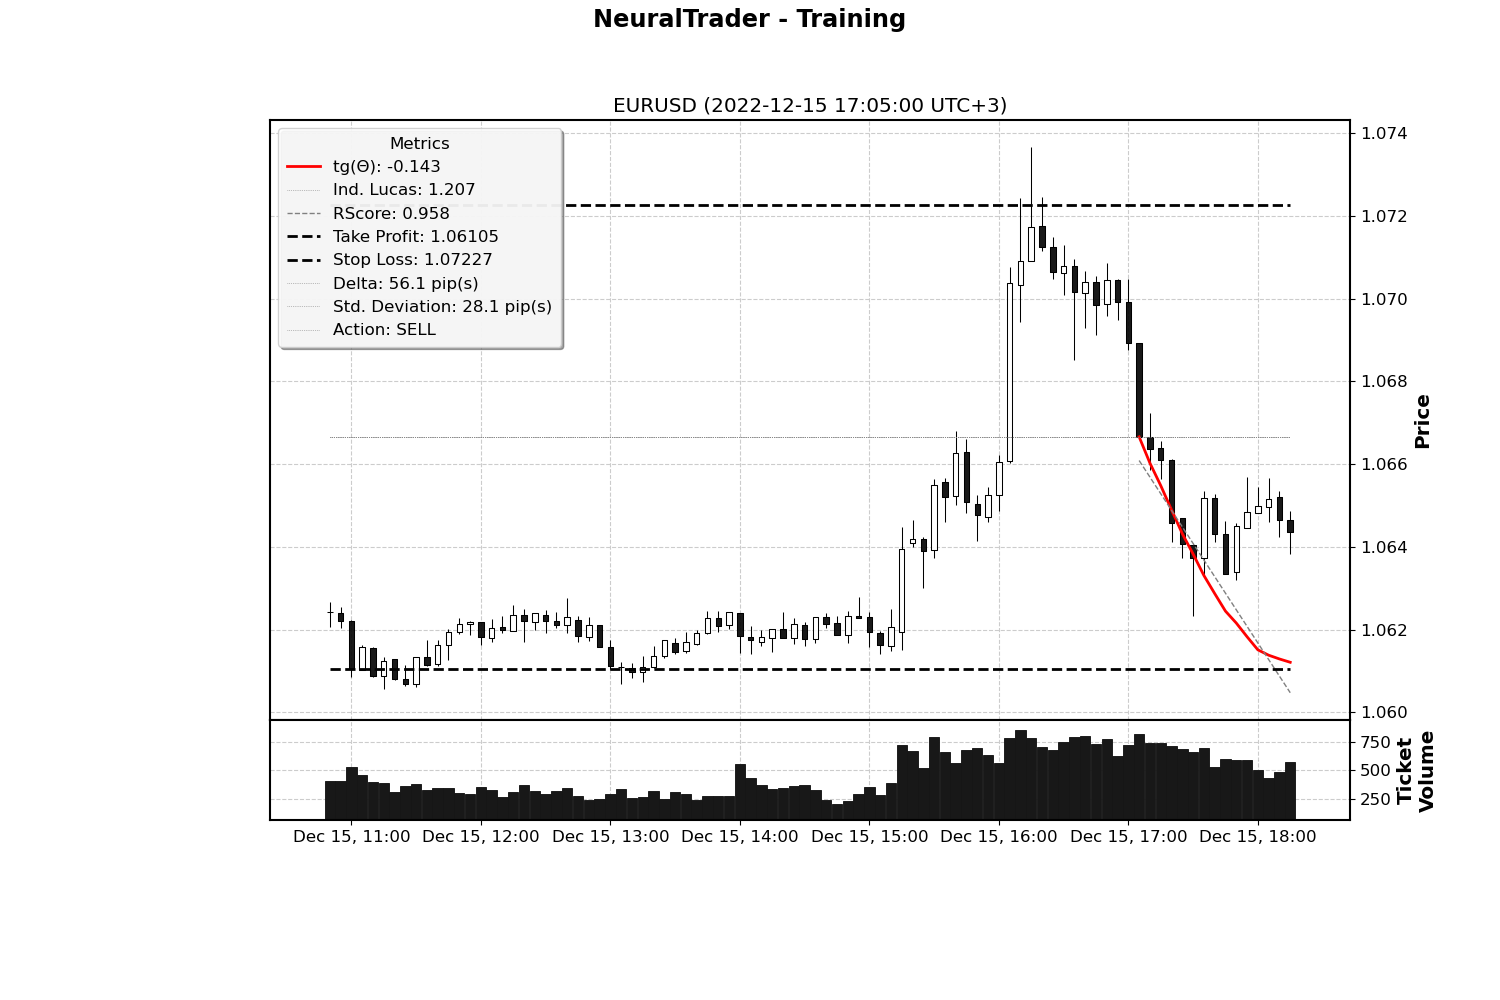 NeuralTrader - Training
EURUSD (2022-12-15 17:05:00 UTC+3)
Metrics
tg(Θ): -0.143
Ind. Lucas: 1.207
RScore: 0.958
Take Profit: 1.06105
Stop Loss: 1.07227
Delta: 56.1 pip(s)
Std. Deviation: 28.1 pip(s)
Action: SELL
1.074
1.072
1.070
1.068
1.066
1.064
1.062
1.060
Price
750
500
250
Ticket
Volume
Dec 15, 11:00 Dec 15, 12:00 Dec 15, 13:00 Dec 15, 14:00 Dec 15, 15:00 Dec 15, 16:00 Dec 15, 17:00 Dec 15, 18:00